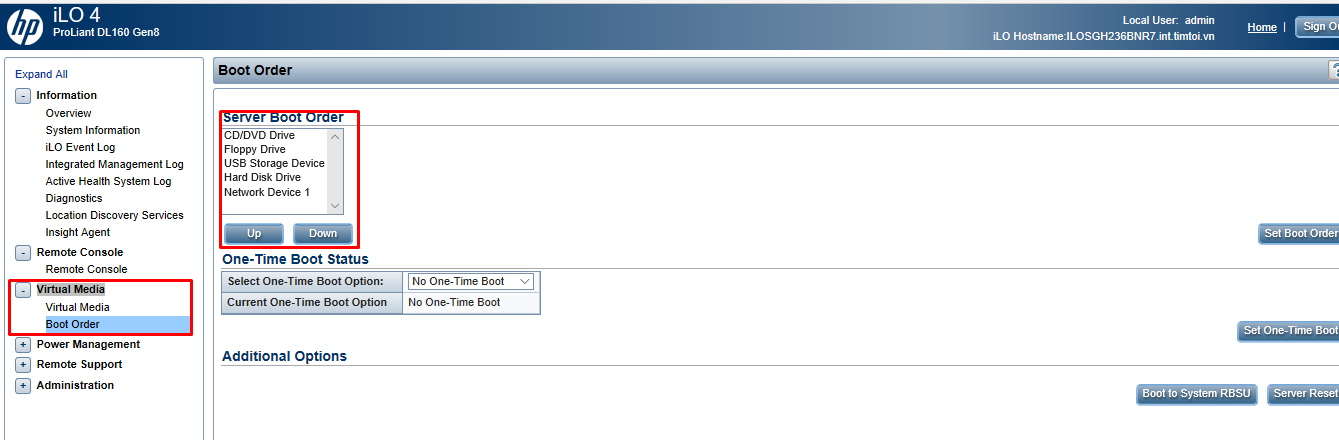 hp
iLO 4
ProLiant DL160 Gen8
Local User: admin
iLO Hostname:ILOSGH236BNR7.int.timtoi.vn
Home |
Sign O
Expand All
- Information
Overview
System Information
iLO Event Log
Integrated Management Log
Active Health System Log
Diagnostics
Location Discovery Services
Insight Agent
- Remote Console
Remote Console
- Virtual Media
Virtual Media
Boot Order
+ Power Management
+ Remote Support
+ Administration
Boot Order
?
Server Boot Order
CD/DVD Drive
Floppy Drive
USB Storage Device
Hard Disk Drive
Network Device 1
Up Down
Set Boot Order
One-Time Boot Status
Select One-Time Boot Option: No One-Time Boot
Current One-Time Boot Option No One-Time Boot
Set One-Time Boot
Additional Options
Boot to System RBSU Server Reset